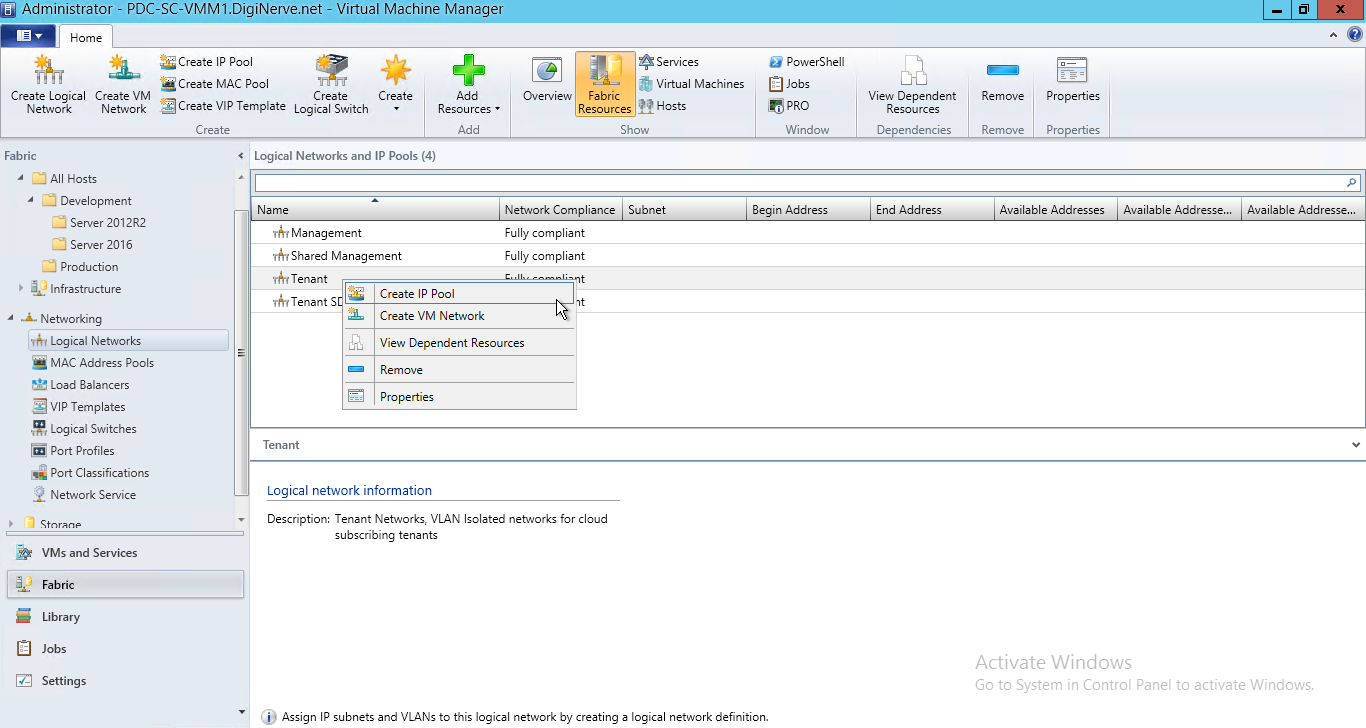 Administrator - PDC-SC-VMM1.DigiNerve.net - Virtual Machine Manager
Home
Create Logical Network
Create VM Network
Create IP Pool
Create MAC Pool
Create VIP Template
Create Logical Switch
Create
Create
Add Resources
Add
Overview
Fabric Resources
Services
Virtual Machines
Hosts
Show
PowerShell
Jobs
PRO
Window
View Dependent Resources
Dependencies
Remove
Remove
Properties
Properties
Fabric
All Hosts
Development
Server 2012R2
Server 2016
Production
Infrastructure
Networking
Logical Networks
MAC Address Pools
Load Balancers
VIP Templates
Logical Switches
Port Profiles
Port Classifications
Network Service
Storage
VMs and Services
Fabric
Library
Jobs
Settings
Logical Networks and IP Pools (4)
Name Network Compliance Subnet Begin Address End Address Available Addresses Available Addresse... Available Addresse...
Management Fully compliant
Shared Management Fully compliant
Tenant Fully compliant
Tenant SD
Create IP Pool
Create VM Network
View Dependent Resources
Remove
Properties
Tenant
Logical network information
Description: Tenant Networks, VLAN Isolated networks for cloud
subscribing tenants
Activate Windows
Go to System in Control Panel to activate Windows.
Assign IP subnets and VLANs to this logical network by creating a logical network definition.